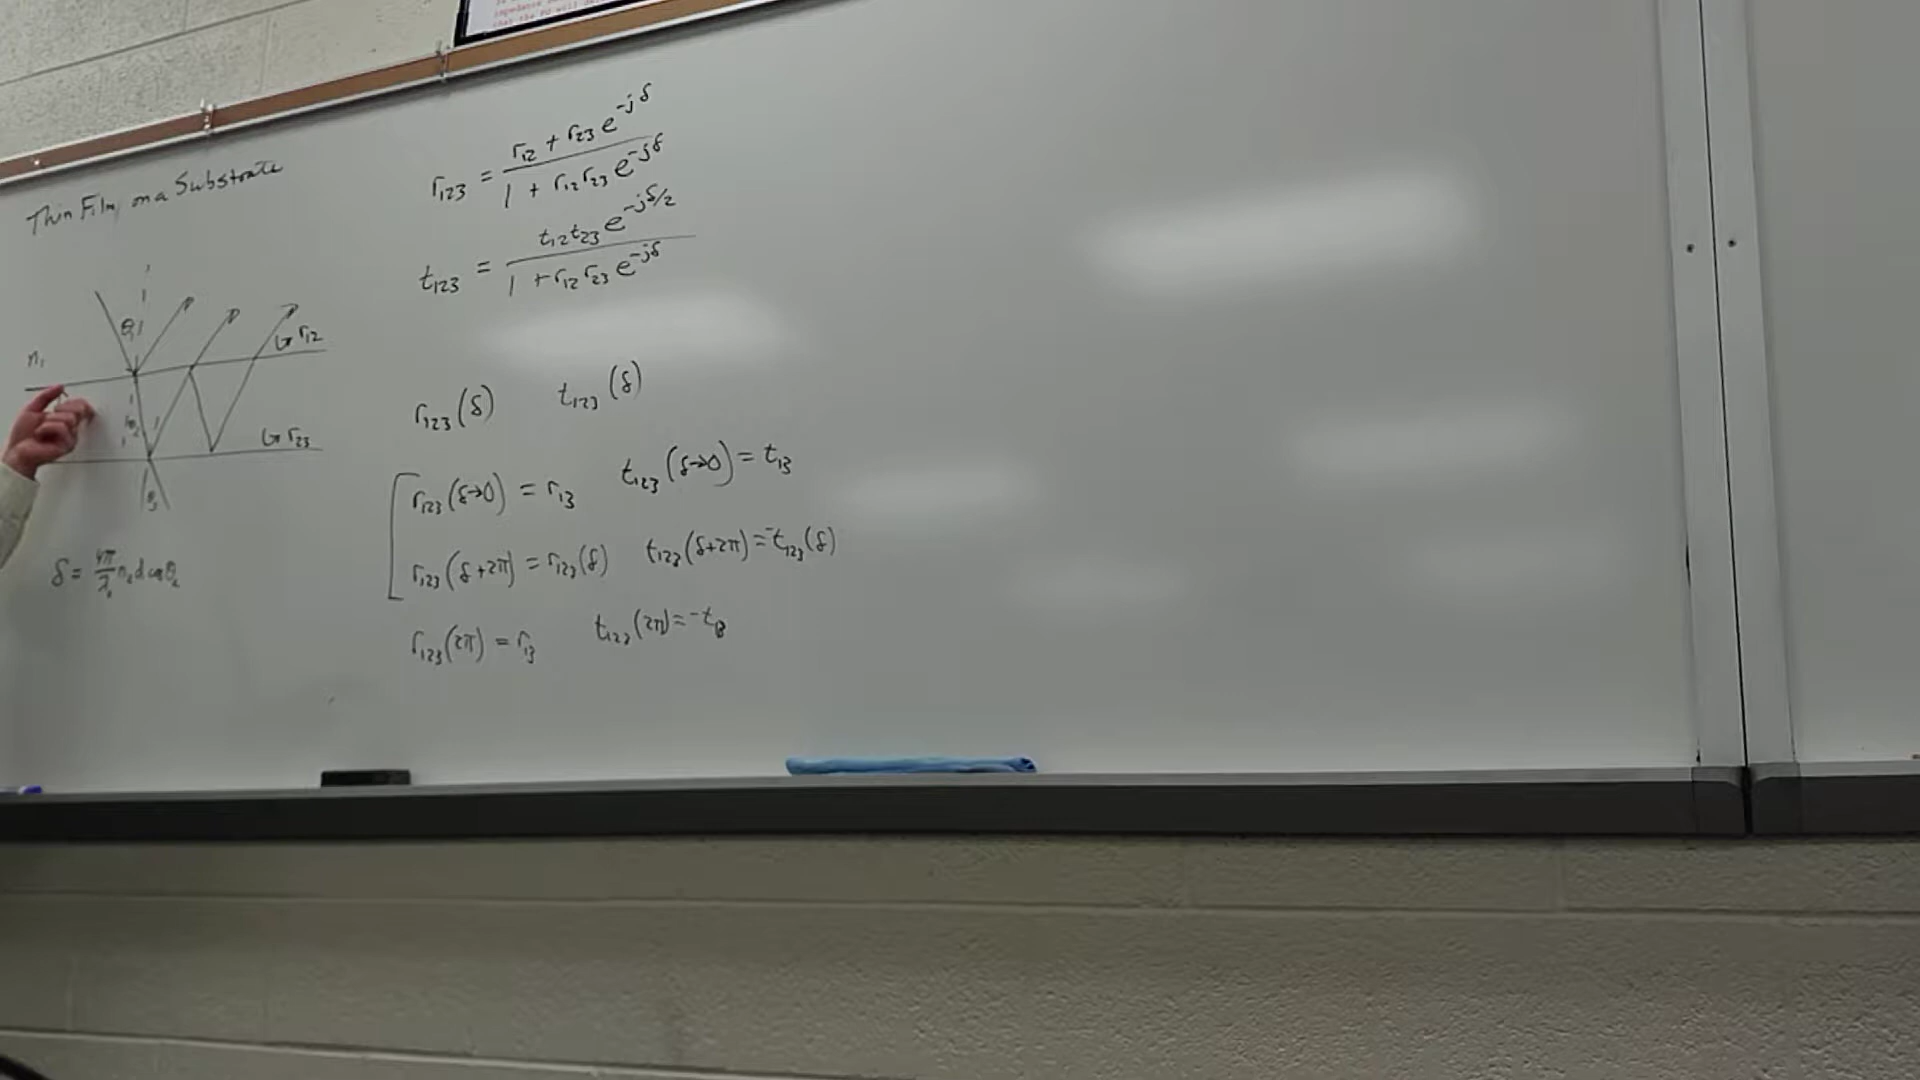 Thin Film on a Substrate
r₁₂₃ = (r₁₂ + r₂₃ e^{-jδ}) / (1 + r₁₂ r₂₃ e^{-jδ})
t₁₂₃ = (t₁₂ t₂₃ e^{-jδ/2}) / (1 + r₁₂ r₂₃ e^{-jδ})
n₁
θ₁
r₁₂
θ₂
r₂₃
θ₃
δ = (4π/λ₀) n₂ d cos θ₂
r₁₂₃(δ) t₁₂₃(δ)
r₁₂₃(δ→0) = r₁₃ t₁₂₃(δ→0) = t₁₃
r₁₂₃(δ+2π) = r₁₂₃(δ) t₁₂₃(δ+2π) = -t₁₂₃(δ)
r₁₂₃(2π) = r₁₃ t₁₂₃(2π) = -t₁₃